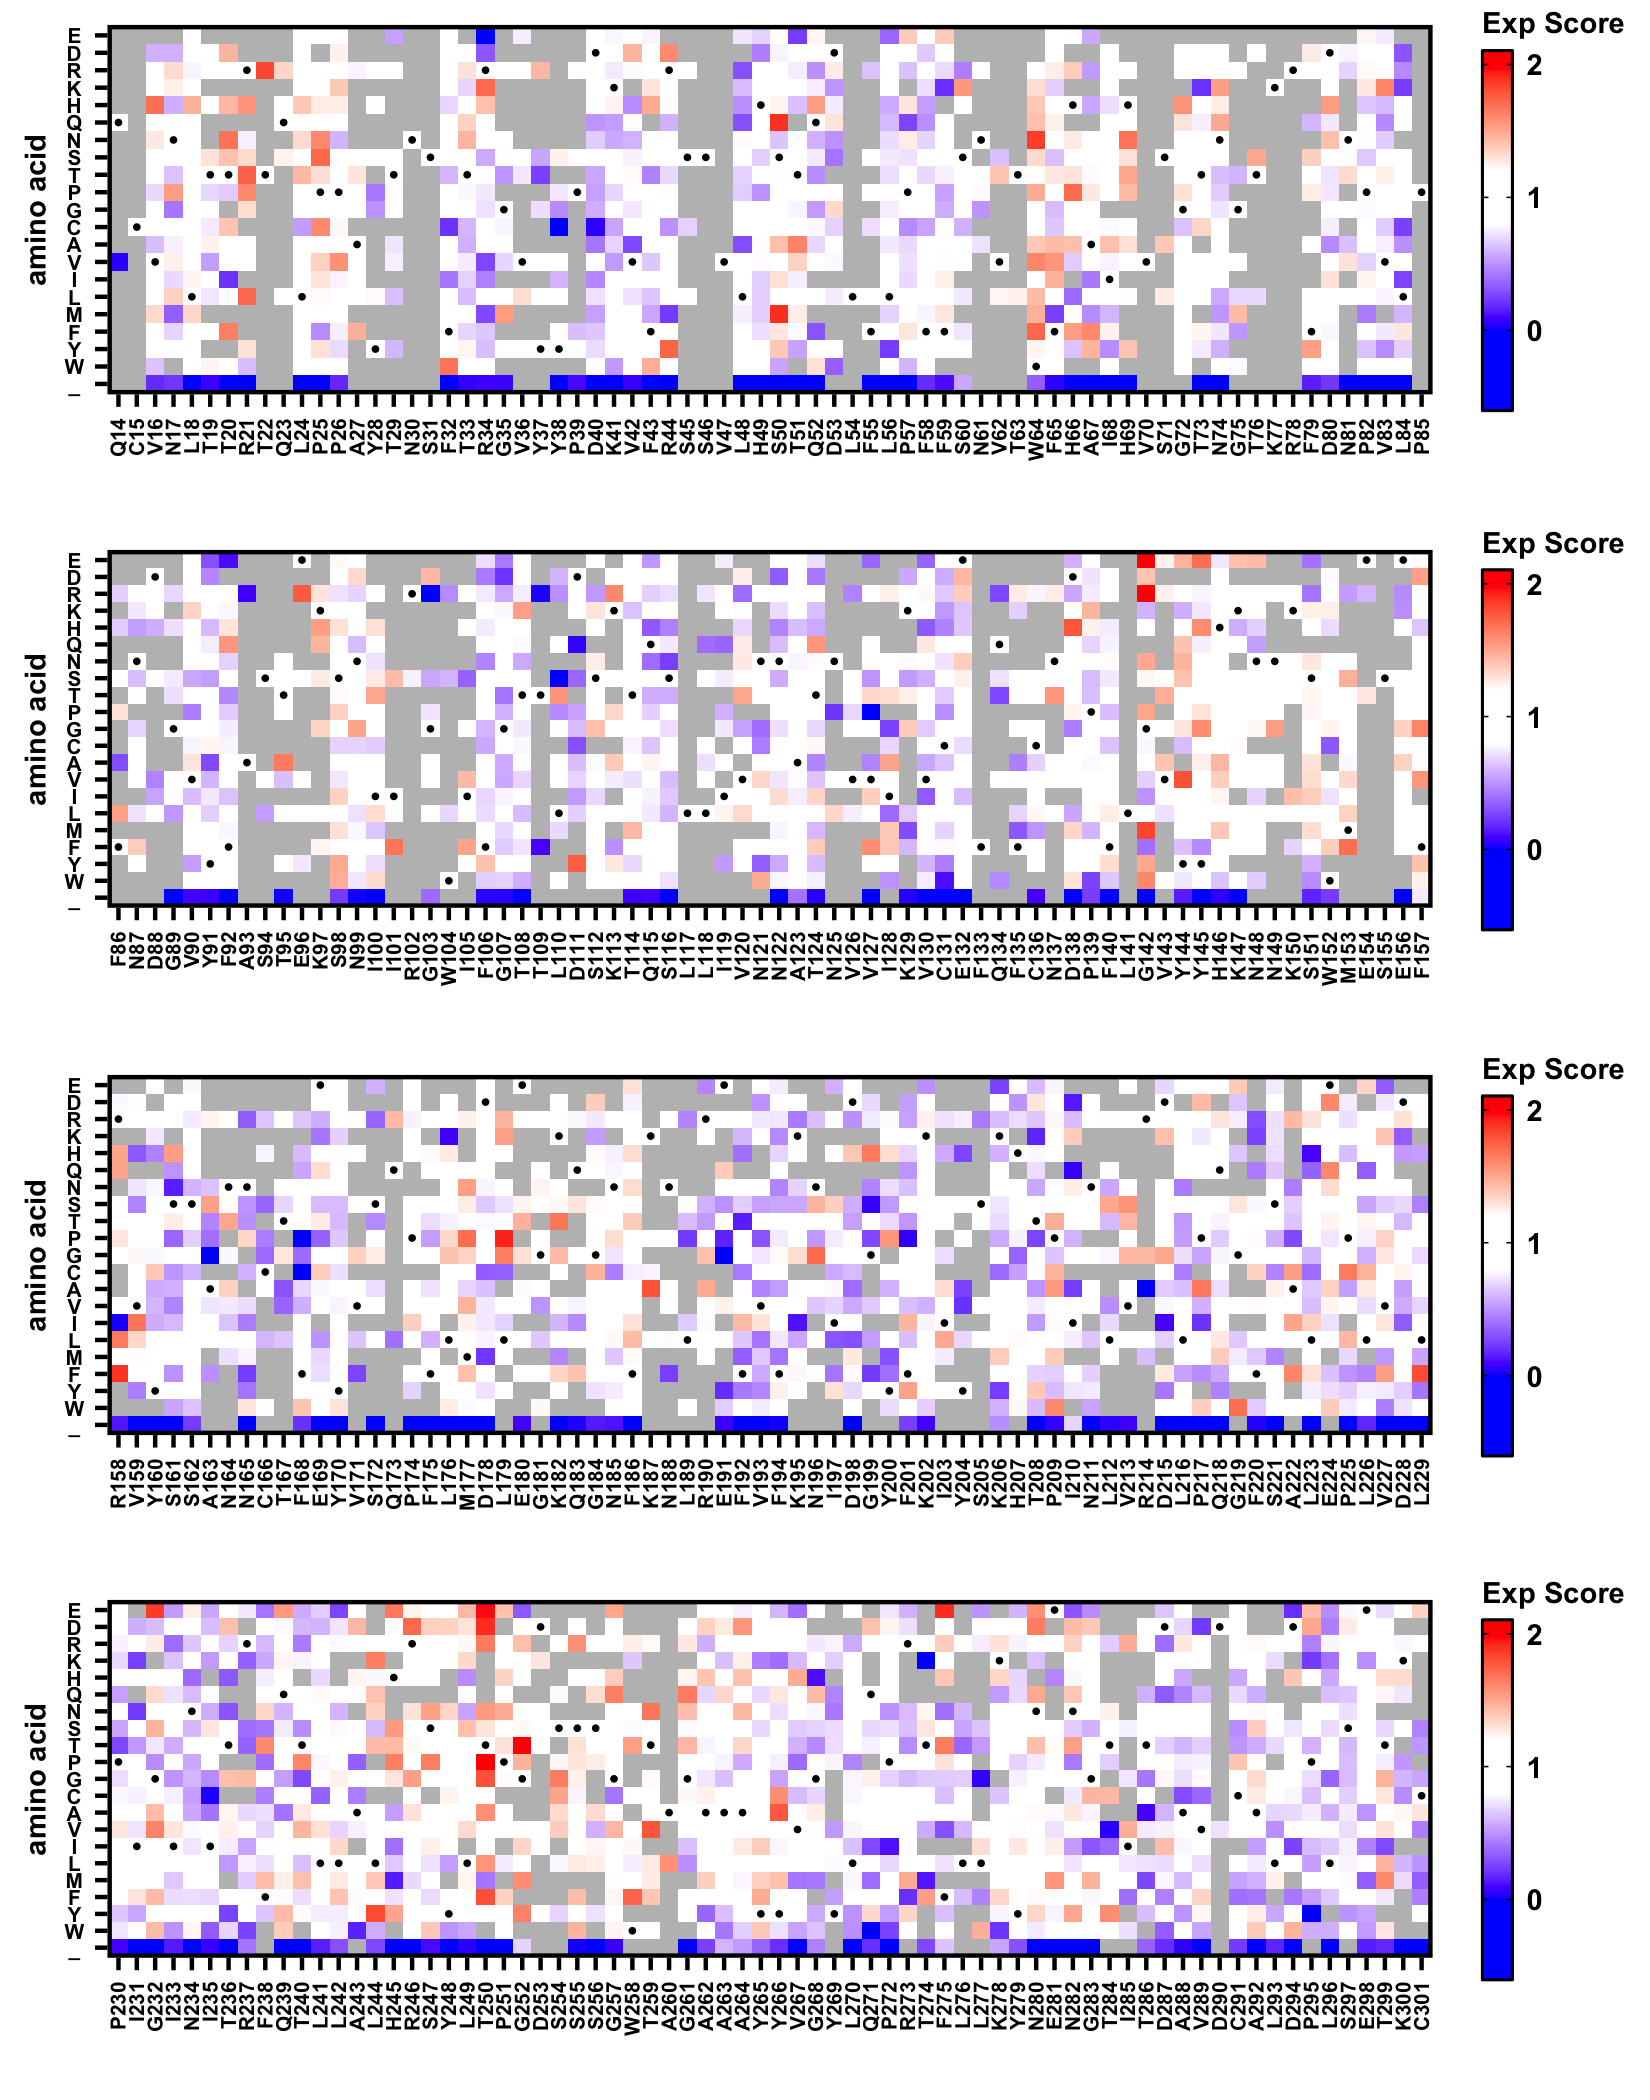 Exp Score
2
1
0
amino acid
E
D
R
K
H
Q
N
S
T
P
G
C
A
V
I
L
M
F
Y
W
–
Q14 C15 V16 N17 L18 T19 T20 R21 T22 Q23 L24 P25 P26 A27 Y28 T29 N30 S31 F32 T33 R34 G35 V36 Y37 Y38 P39 D40 K41 V42 F43 R44 S45 S46 V47 L48 H49 S50 T51 Q52 D53 L54 F55 L56 P57 F58 F59 S60 N61 V62 T63 W64 F65 H66 A67 I68 H69 V70 S71 G72 T73 N74 G75 T76 K77 R78 F79 D80 N81 P82 V83 L84 P85
Exp Score
2
1
0
amino acid
E
D
R
K
H
Q
N
S
T
P
G
C
A
V
I
L
M
F
Y
W
–
F86 N87 D88 G89 V90 Y91 F92 A93 S94 T95 E96 K97 S98 N99 I100 I101 R102 G103 W104 I105 F106 G107 T108 T109 L110 D111 S112 K113 T114 Q115 S116 L117 L118 I119 V120 N121 N122 A123 T124 N125 V126 V127 I128 K129 V130 C131 E132 F133 Q134 F135 C136 N137 D138 P139 F140 L141 G142 V143 Y144 Y145 H146 K147 N148 N149 K150 S151 W152 M153 E154 S155 E156 F157
Exp Score
2
1
0
amino acid
E
D
R
K
H
Q
N
S
T
P
G
C
A
V
I
L
M
F
Y
W
–
R158 V159 Y160 S161 S162 A163 N164 N165 C166 T167 F168 E169 Y170 V171 S172 Q173 P174 F175 L176 M177 D178 L179 E180 G181 K182 Q183 G184 N185 F186 K187 N188 L189 R190 E191 F192 V193 F194 K195 N196 I197 D198 G199 Y200 F201 K202 I203 Y204 S205 K206 H207 T208 P209 I210 N211 L212 V213 R214 D215 L216 P217 Q218 G219 F220 S221 A222 L223 E224 P225 L226 V227 D228 L229
Exp Score
2
1
0
amino acid
E
D
R
K
H
Q
N
S
T
P
G
C
A
V
I
L
M
F
Y
W
–
P230 I231 G232 I233 N234 I235 T236 R237 F238 Q239 T240 L241 L242 A243 L244 H245 R246 S247 Y248 L249 T250 P251 G252 D253 S254 S255 S256 G257 W258 T259 A260 G261 A262 A263 A264 Y265 Y266 V267 G268 Y269 L270 Q271 P272 R273 T274 F275 L276 L277 K278 Y279 N280 E281 N282 G283 T284 I285 T286 D287 A288 V289 D290 C291 A292 L293 D294 P295 L296 S297 E298 T299 K300 C301